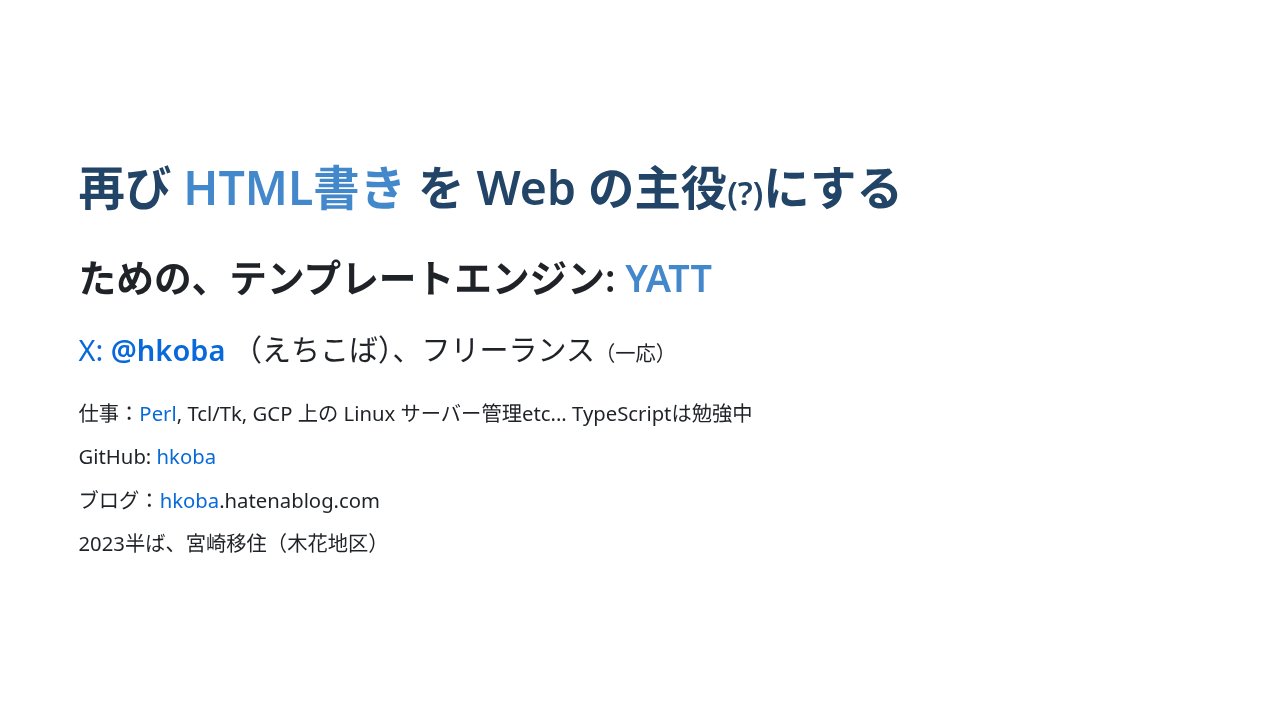 再び HTML書き を Web の主役(?)にする
ための、テンプレートエンジン: YATT
X: @hkoba （えちこば）、フリーランス（一応）
仕事：Perl, Tcl/Tk, GCP 上の Linux サーバー管理etc... TypeScriptは勉強中
GitHub: hkoba
ブログ：hkoba.hatenablog.com
2023半ば、宮崎移住（木花地区）